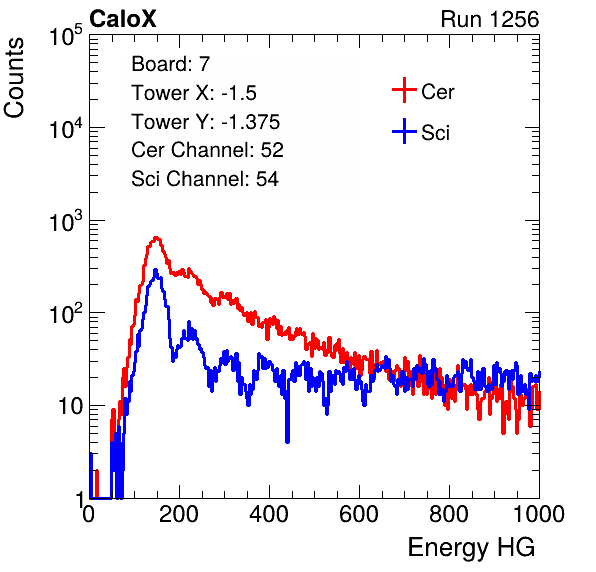 CaloX Run 1256
Counts
10^5
10^4
10^3
10^2
10
1
Board: 7
Tower X: -1.5
Tower Y: -1.375
Cer Channel: 52
Sci Channel: 54
Cer
Sci
0 200 400 600 800 1000
Energy HG